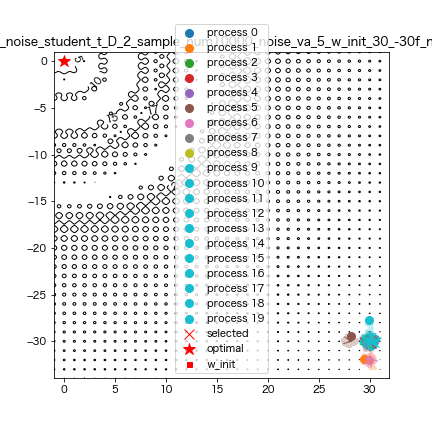 _noise_student_t_D_2_sample_num10000_noise_va_5_w_init_30_-30f_n
process 0
process 1
process 2
process 3
process 4
process 5
process 6
process 7
process 8
process 9
process 10
process 11
process 12
process 13
process 14
process 15
process 16
process 17
process 18
process 19
selected
optimal
w_init
0
-5
-10
-15
-20
-25
-30
0 5 10 15 20 25 30